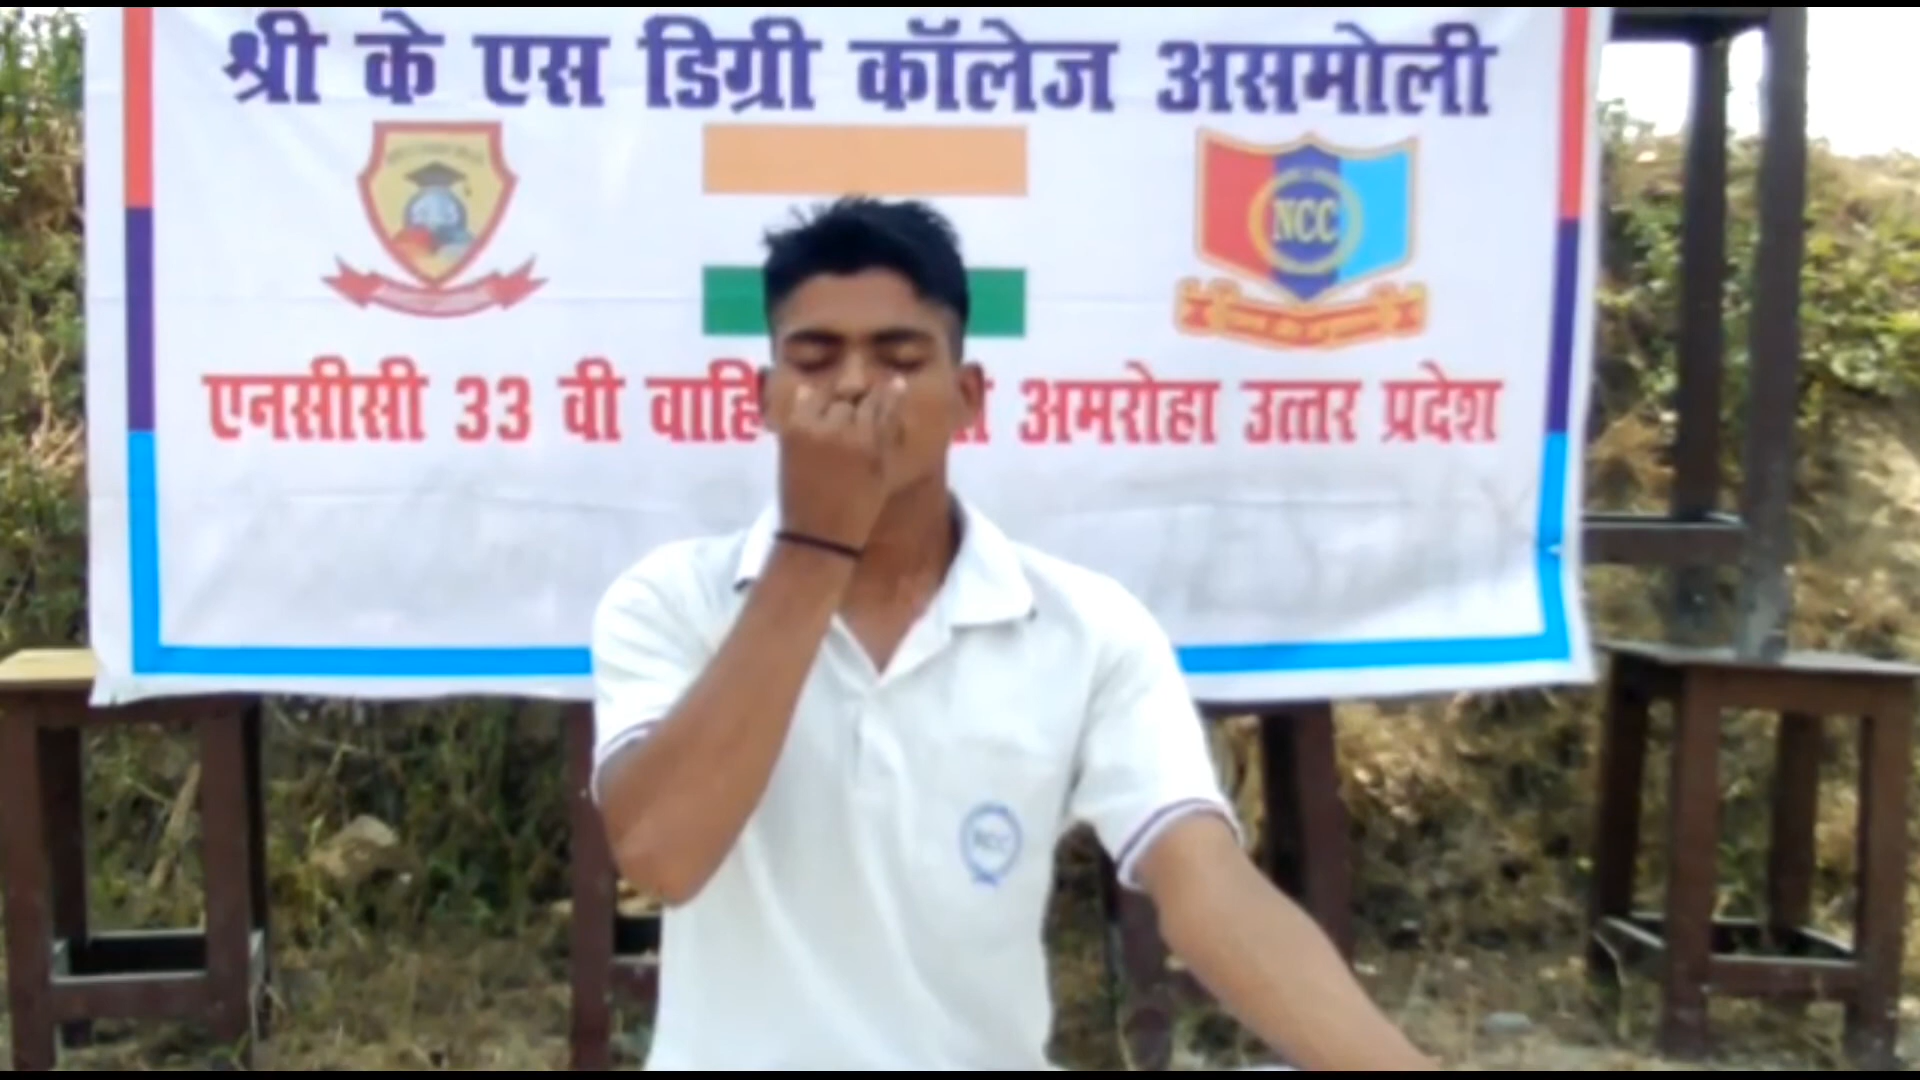 श्री के एस डिग्री कॉलेज असमोली
NCC
एनसीसी 33 वी अमरोहा उत्तर प्रदेश
NCC